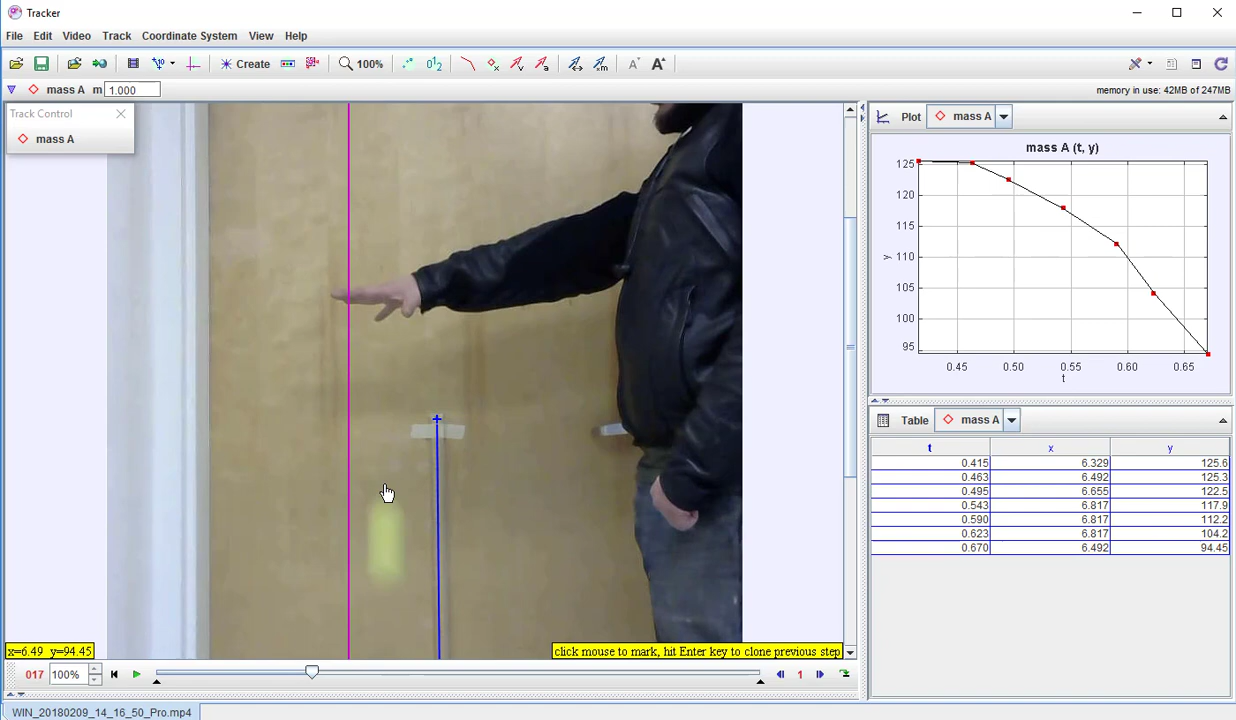 Tracker
File Edit Video Track Coordinate System View Help
Create 100%
mass A m 1.000 memory in use: 42MB of 247MB
Track Control
mass A
Plot mass A
mass A (t, y)
125
120
115
110
105
100
95
y
0.45 0.50 0.55 0.60 0.65
t
Table mass A
t x y
0.415 6.329 125.6
0.463 6.492 125.3
0.495 6.655 122.5
0.543 6.817 117.9
0.590 6.817 112.2
0.623 6.817 104.2
0.670 6.492 94.45
x=6.49 y=94.45 click mouse to mark, hit Enter key to clone previous step
017 100% 1
WIN_20180209_14_16_50_Pro.mp4